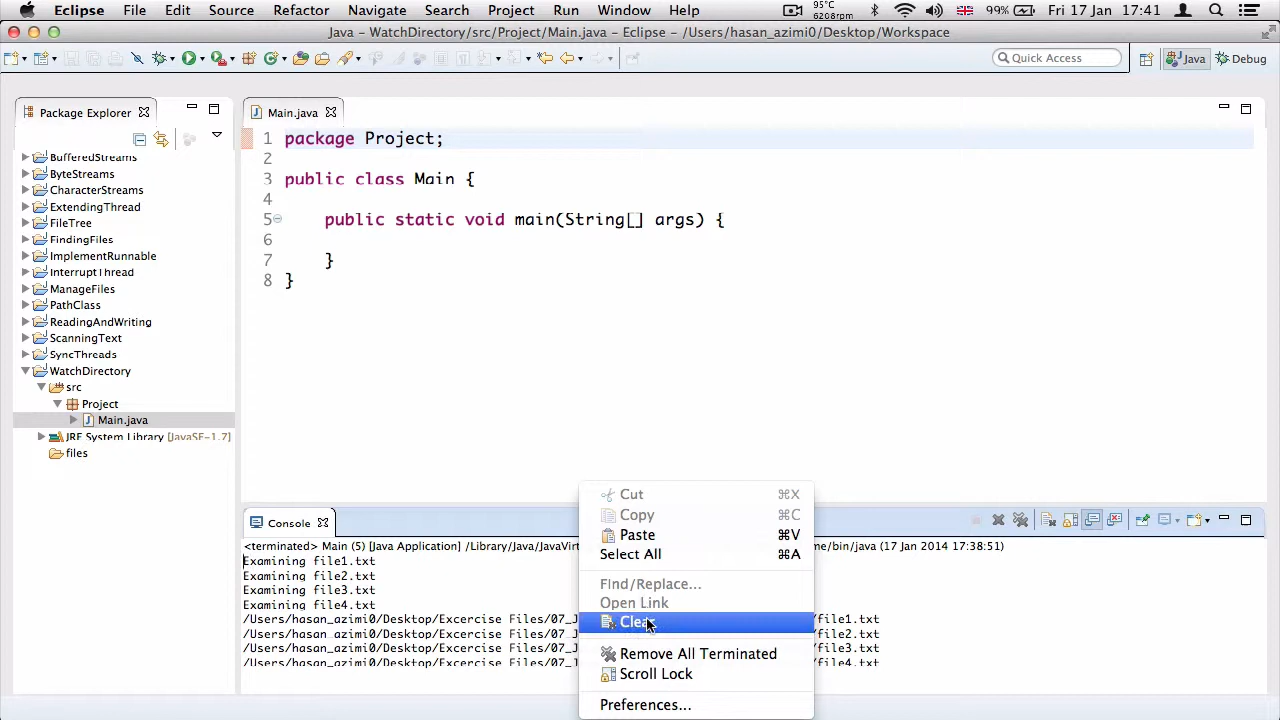 Eclipse File Edit Source Refactor Navigate Search Project Run Window Help 95°C 6208rpm 99% Fri 17 Jan 17:41
Java – WatchDirectory/src/Project/Main.java – Eclipse – /Users/hasan_azimi0/Desktop/Workspace
Quick Access Java Debug
Package Explorer
Main.java
BufferedStreams
ByteStreams
CharacterStreams
ExtendingThread
FileTree
FindingFiles
ImplementRunnable
InterruptThread
ManageFiles
PathClass
ReadingAndWriting
ScanningText
SyncThreads
WatchDirectory
src
Project
Main.java
JRE System Library [JavaSE-1.7]
files
1 package Project;
2
3 public class Main {
4
5 public static void main(String[] args) {
6
7 }
8 }
Console
<terminated> Main (5) [Java Application] /Library/Java/JavaVirt
me/bin/java (17 Jan 2014 17:38:51)
Examining file1.txt
Examining file2.txt
Examining file3.txt
Examining file4.txt
/Users/hasan_azimi0/Desktop/Excercise Files/07_J /file1.txt
/Users/hasan_azimi0/Desktop/Excercise Files/07_J /file2.txt
/Users/hasan_azimi0/Desktop/Excercise Files/07_J /file3.txt
/Users/hasan_azimi0/Desktop/Excercise Files/07_J /file4.txt
Cut ⌘X
Copy ⌘C
Paste ⌘V
Select All ⌘A
Find/Replace...
Open Link
Clear
Remove All Terminated
Scroll Lock
Preferences...